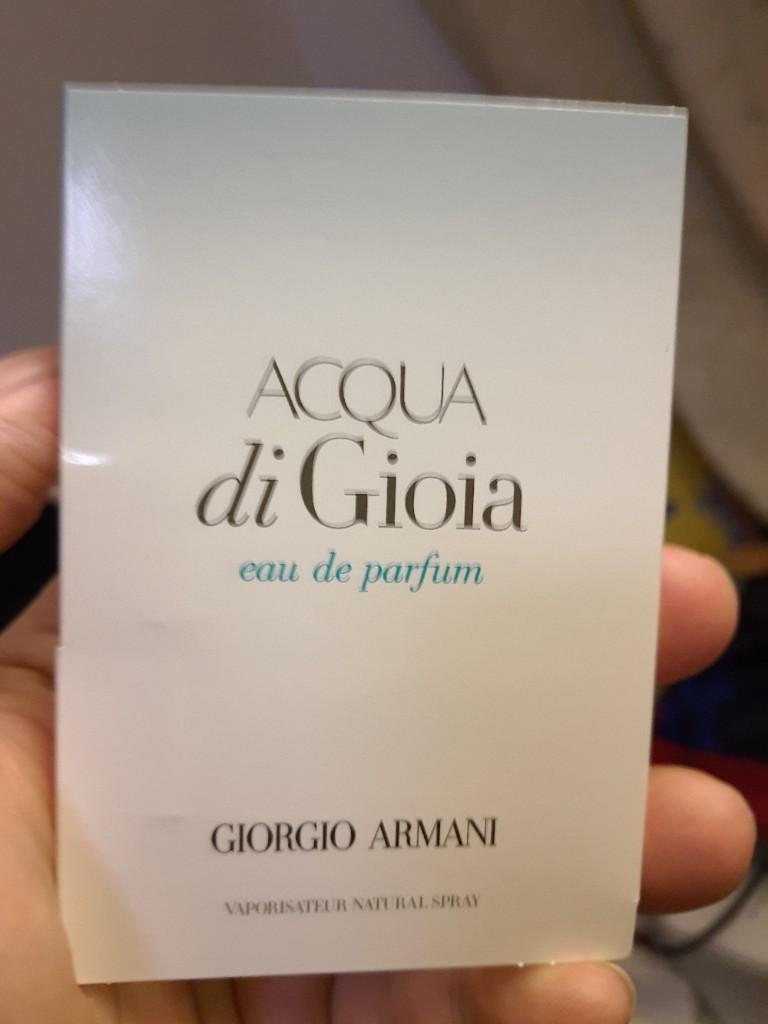 ACQUA
di Gioia
eau de parfum
GIORGIO ARMANI
VAPORISATEUR NATURAL SPRAY